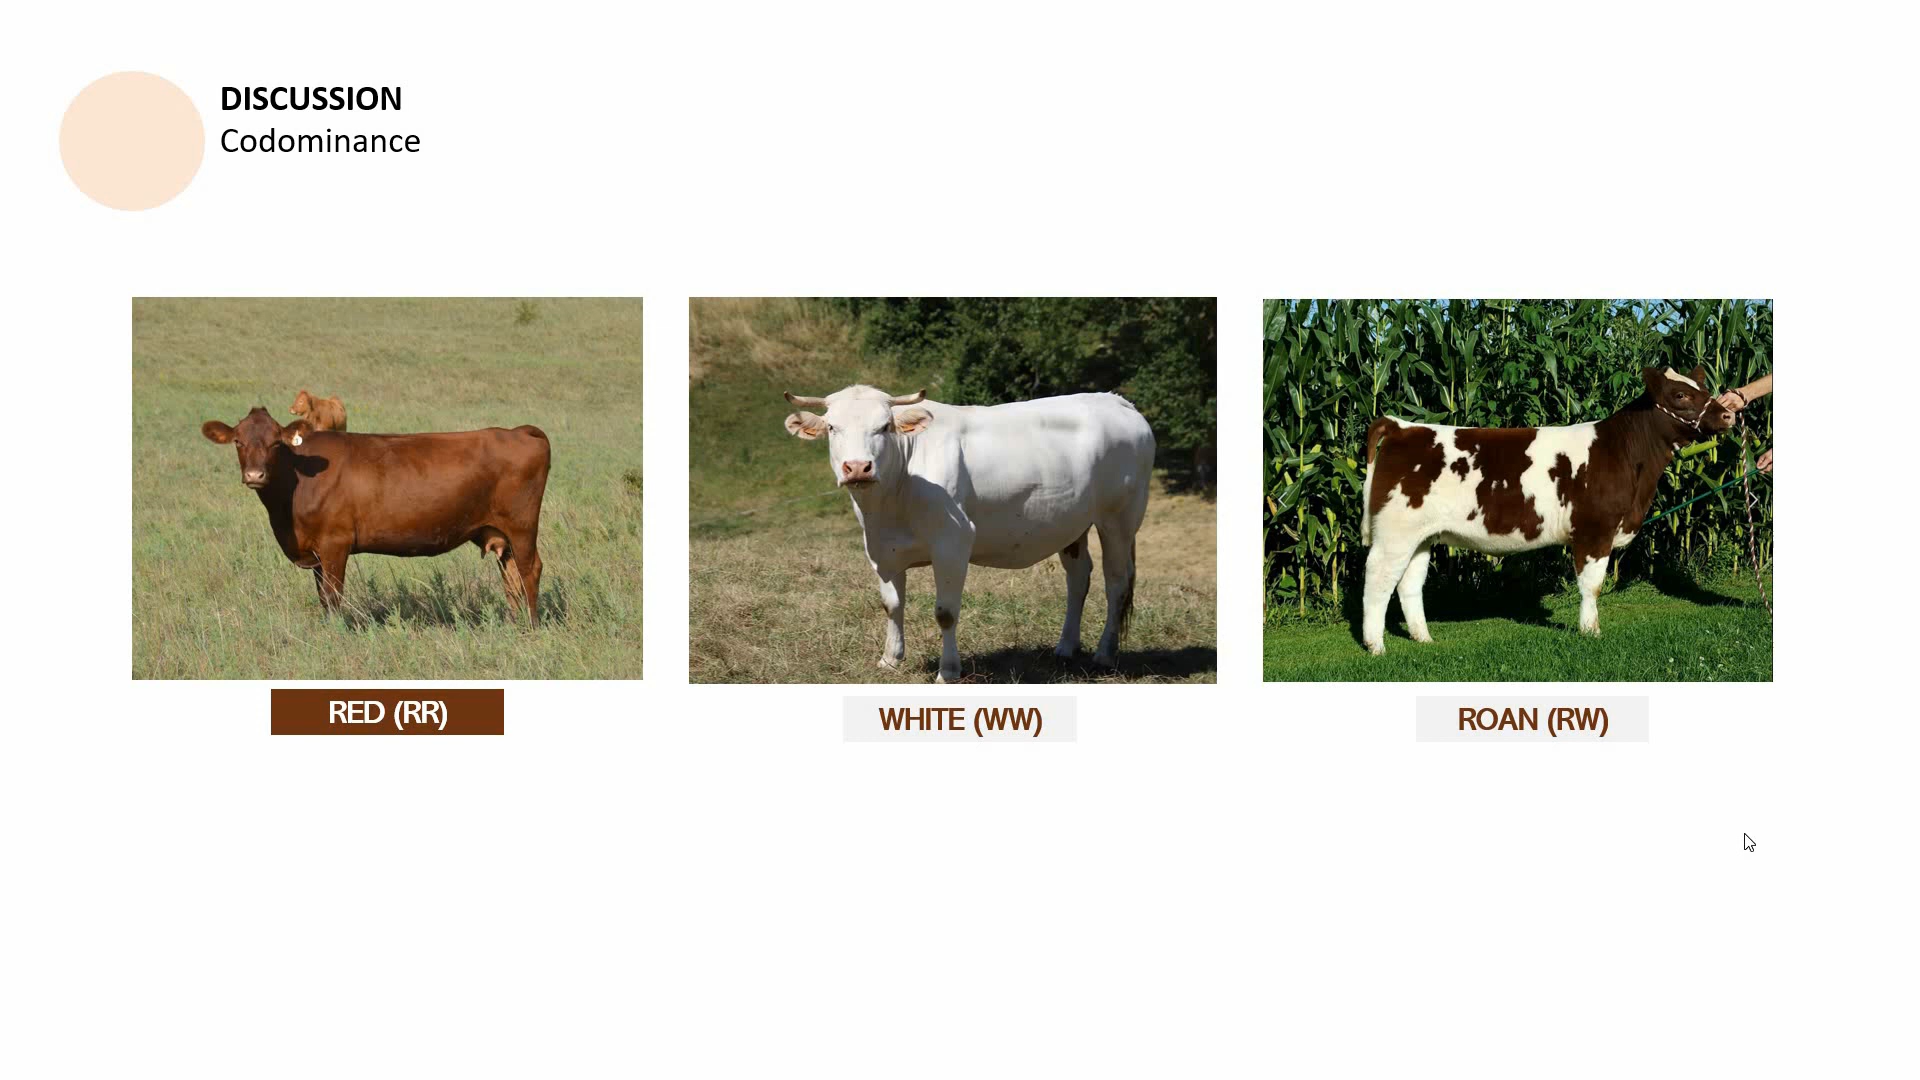 DISCUSSION
Codominance
RED (RR)
WHITE (WW)
ROAN (RW)